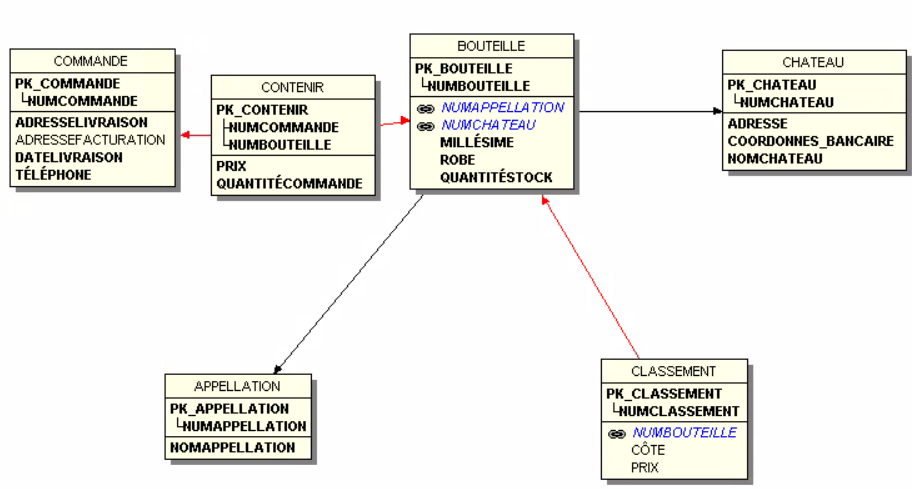 COMMANDE
PK_COMMANDE
NUMCOMMANDE
ADRESSELIVRAISON
ADRESSEFACTURATION
DATELIVRAISON
TÉLÉPHONE
CONTENIR
PK_CONTENIR
NUMCOMMANDE
NUMBOUTEILLE
PRIX
QUANTITÉCOMMANDE
BOUTEILLE
PK_BOUTEILLE
NUMBOUTEILLE
NUMAPPELLATION
NUMCHATEAU
MILLÉSIME
ROBE
QUANTITÉSTOCK
CHATEAU
PK_CHATEAU
NUMCHATEAU
ADRESSE
COORDONNES_BANCAIRE
NOMCHATEAU
APPELLATION
PK_APPELLATION
NUMAPPELLATION
NOMAPPELLATION
CLASSEMENT
PK_CLASSEMENT
NUMCLASSEMENT
NUMBOUTEILLE
CÔTE
PRIX